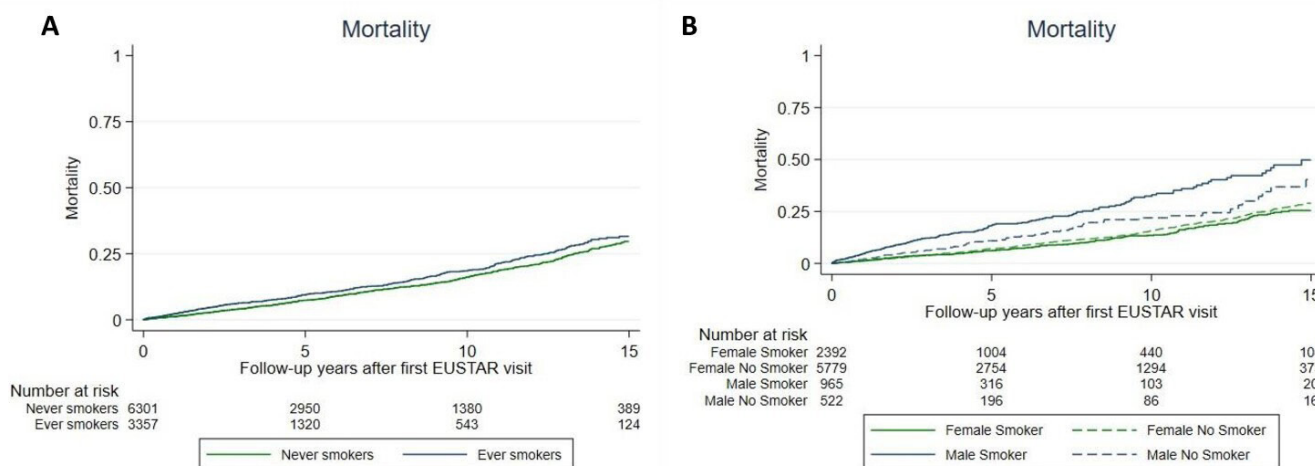 A
Mortality
1
0.75
0.50
0.25
0
Mortality
0 5 10 15
Follow-up years after first EUSTAR visit
Number at risk
Never smokers 6301 2950 1380 389
Ever smokers 3357 1320 543 124
Never smokers Ever smokers
B
Mortality
1
0.75
0.50
0.25
0
Mortality
0 5 10 15
Follow-up years after first EUSTAR visit
Number at risk
Female Smoker 2392 1004 440 10
Female No Smoker 5779 2754 1294 37
Male Smoker 965 316 103 20
Male No Smoker 522 196 86 16
Female Smoker Female No Smoker
Male Smoker Male No Smoker